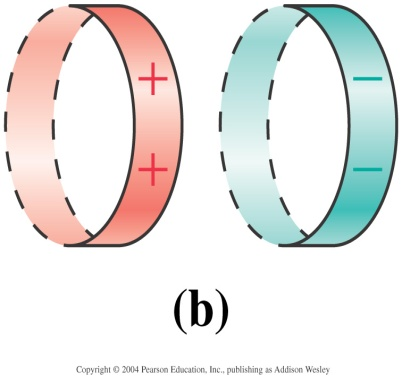 + −
+ −
(b)
Copyright © 2004 Pearson Education, Inc., publishing as Addison Wesley